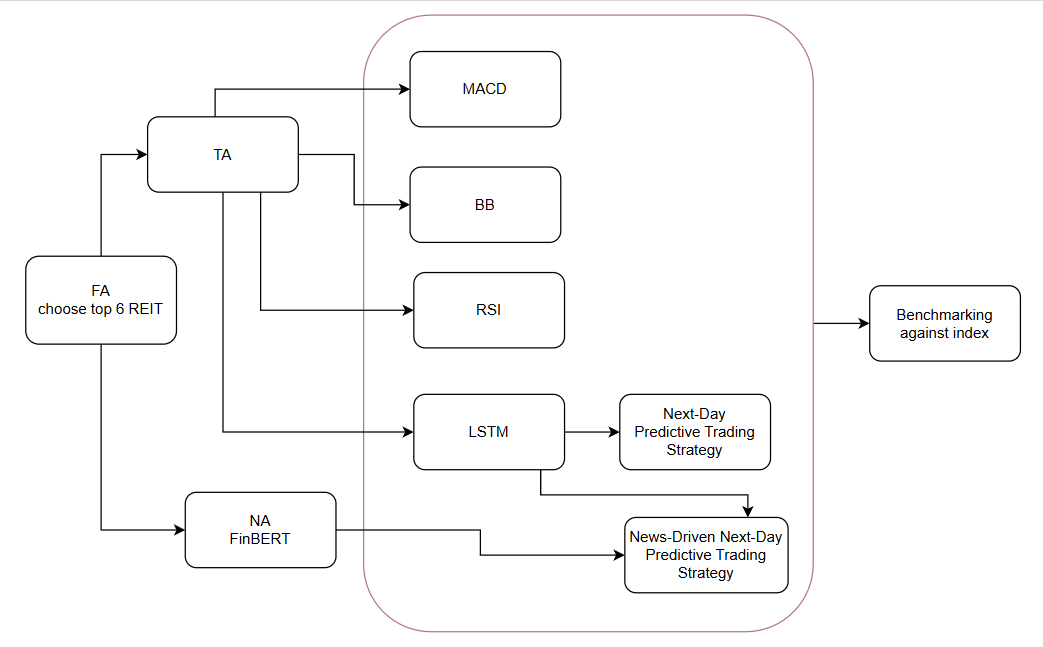 MACD
TA
BB
FA
choose top 6 REIT
RSI
Benchmarking
against index
LSTM
Next-Day
Predictive Trading
Strategy
NA
FinBERT
News-Driven Next-Day
Predictive Trading
Strategy